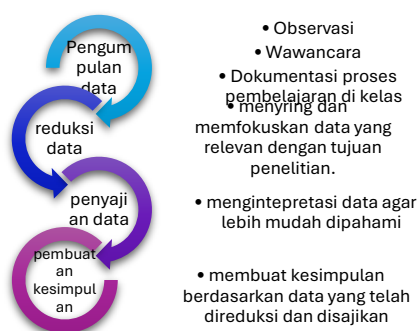 Pengum
pulan
data
• Observasi
• Wawancara
• Dokumentasi proses
pembelajaran di kelas
reduksi
data
• menyring dan
memfokuskan data yang
relevan dengan tujuan
penelitian.
penyaji
an data
• mengintepretasi data agar
lebih mudah dipahami
pembuat
an
kesimpul
an
• membuat kesimpulan
berdasarkan data yang telah
direduksi dan disajikan